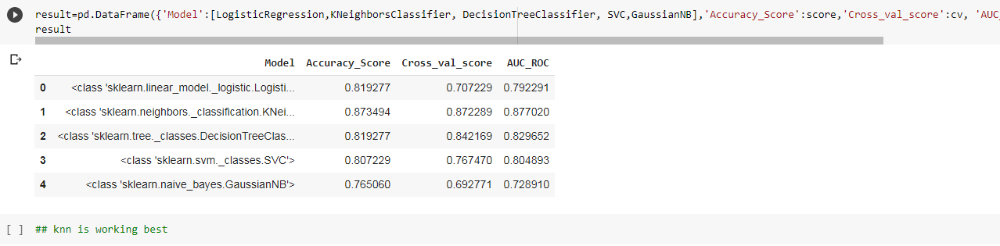 result=pd.DataFrame({'Model':[LogisticRegression,KNeighborsClassifier, DecisionTreeClassifier, SVC,GaussianNB],'Accuracy_Score':score,'Cross_val_score':cv, 'AUC_
result
Model Accuracy_Score Cross_val_score AUC_ROC
0 <class 'sklearn.linear_model._logistic.Logisti... 0.819277 0.707229 0.792291
1 <class 'sklearn.neighbors._classification.KNei... 0.873494 0.872289 0.877020
2 <class 'sklearn.tree._classes.DecisionTreeClas... 0.819277 0.842169 0.829652
3 <class 'sklearn.svm._classes.SVC'> 0.807229 0.767470 0.804893
4 <class 'sklearn.naive_bayes.GaussianNB'> 0.765060 0.692771 0.728910
[ ] ## knn is working best